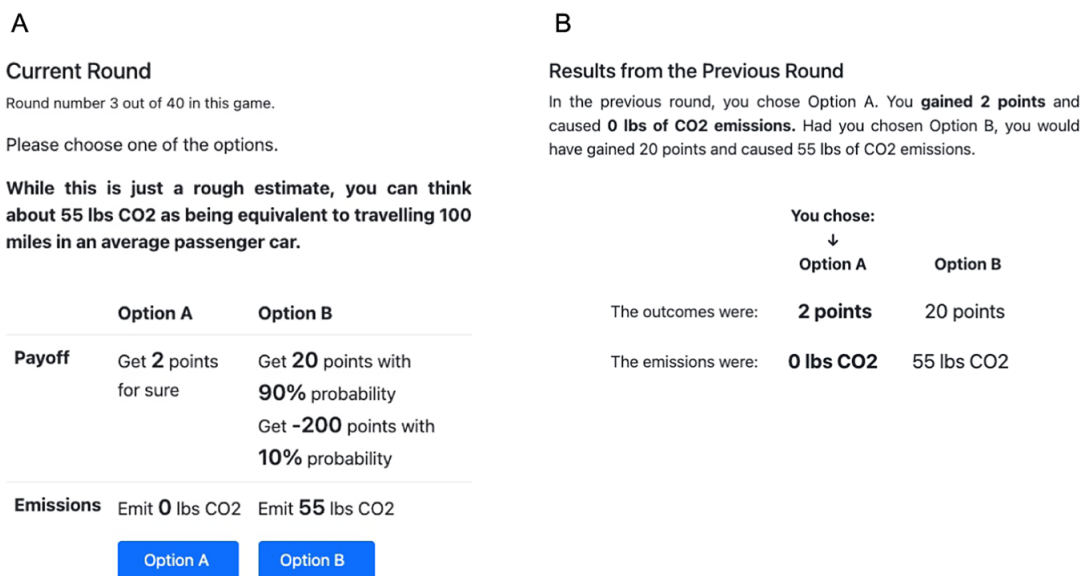 A
Current Round
Round number 3 out of 40 in this game.
Please choose one of the options.
While this is just a rough estimate, you can think
about 55 lbs CO2 as being equivalent to travelling 100
miles in an average passenger car.
Option A Option B
Payoff Get 2 points Get 20 points with
for sure 90% probability
Get -200 points with
10% probability
Emissions Emit 0 lbs CO2 Emit 55 lbs CO2
Option A Option B
B
Results from the Previous Round
In the previous round, you chose Option A. You gained 2 points and
caused 0 lbs of CO2 emissions. Had you chosen Option B, you would
have gained 20 points and caused 55 lbs of CO2 emissions.
You chose:
↓
Option A Option B
The outcomes were: 2 points 20 points
The emissions were: 0 lbs CO2 55 lbs CO2